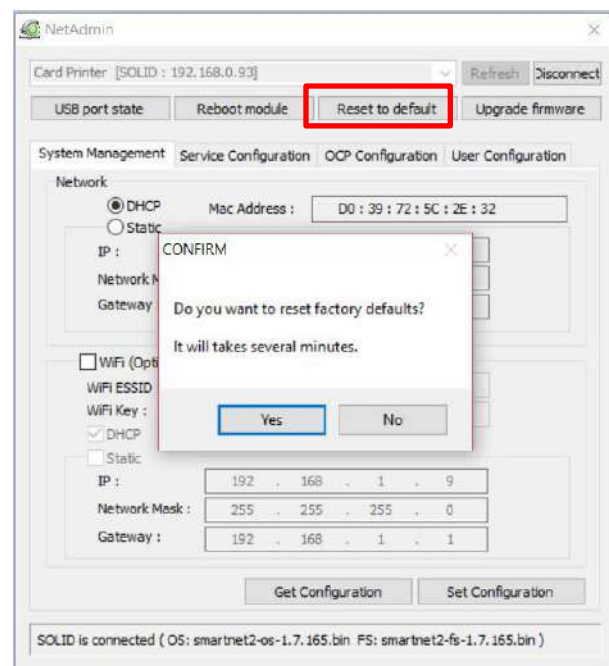 NetAdmin
Card Printer [SOLID : 192.168.0.93] Refresh Disconnect
USB port state Reboot module Reset to default Upgrade firmware
System Management Service Configuration OCP Configuration User Configuration
Network
DHCP Mac Address : D0 : 39 : 72 : 5C : 2E : 32
Static
IP :
Network M
Gateway
CONFIRM
Do you want to reset factory defaults?
It will takes several minutes.
Yes No
WiFi (Opti
WiFi ESSID
WiFi Key :
DHCP
Static
IP : 192 . 168 . 1 . 9
Network Mask : 255 . 255 . 255 . 0
Gateway : 192 . 168 . 1 . 1
Get Configuration Set Configuration
SOLID is connected ( OS: smartnet2-os-1.7.165.bin FS: smartnet2-fs-1.7.165.bin )